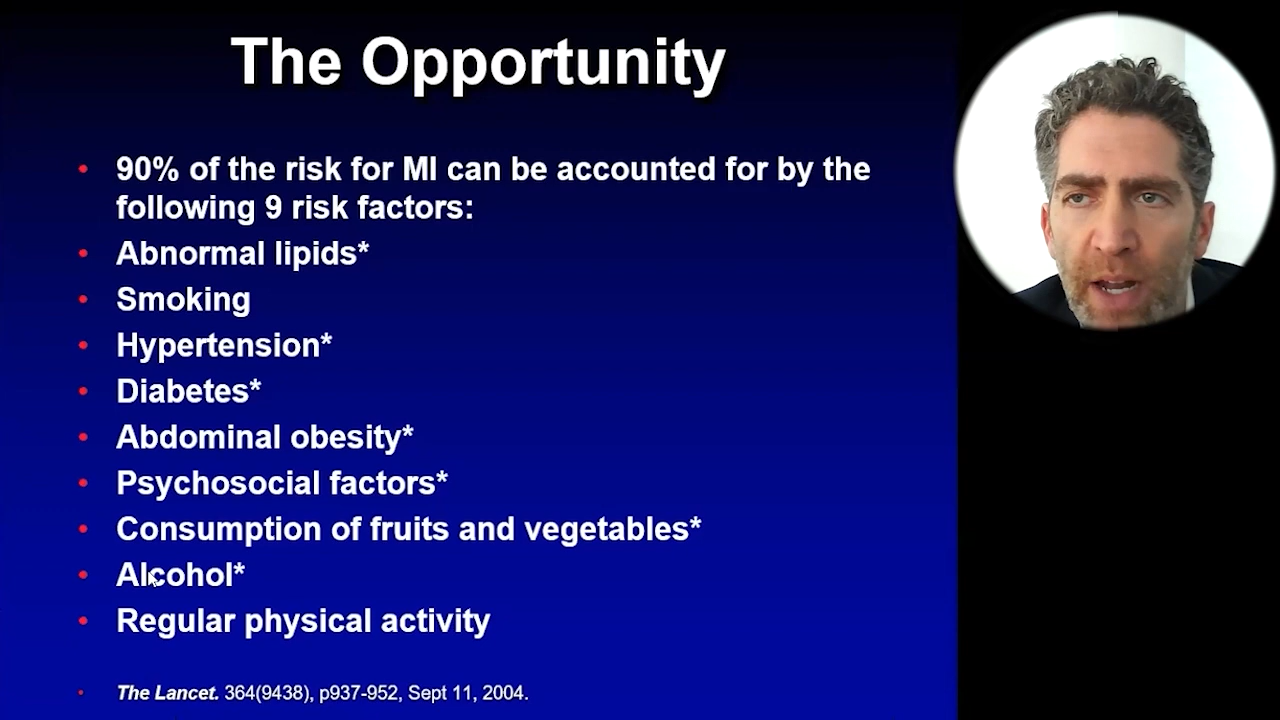 The Opportunity
• 90% of the risk for MI can be accounted for by the
following 9 risk factors:
• Abnormal lipids*
• Smoking
• Hypertension*
• Diabetes*
• Abdominal obesity*
• Psychosocial factors*
• Consumption of fruits and vegetables*
• Alcohol*
• Regular physical activity
• The Lancet. 364(9438), p937-952, Sept 11, 2004.